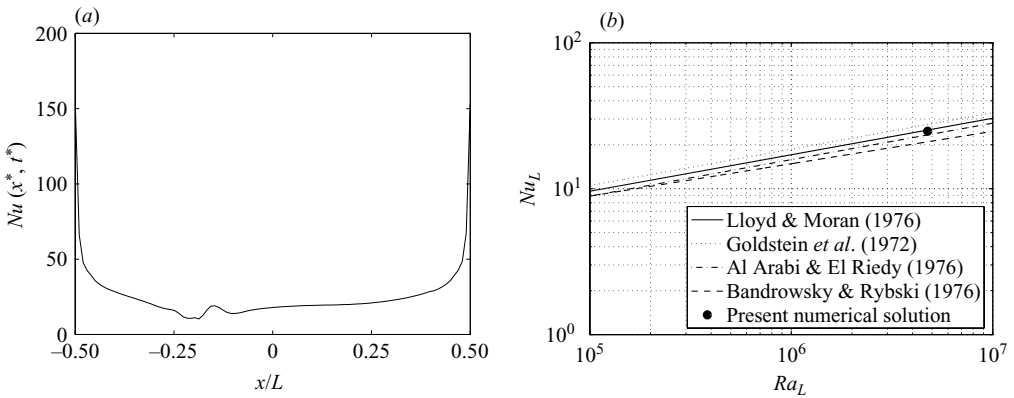 (a)
200
150
100
50
0
Nu (x*, t*)
–0.50
–0.25
0
0.25
0.50
x/L
(b)
10²
10¹
10⁰
Nu_L
Lloyd & Moran (1976)
Goldstein et al. (1972)
Al Arabi & El Riedy (1976)
Bandrowsky & Rybski (1976)
Present numerical solution
10⁵
10⁶
10⁷
Ra_L